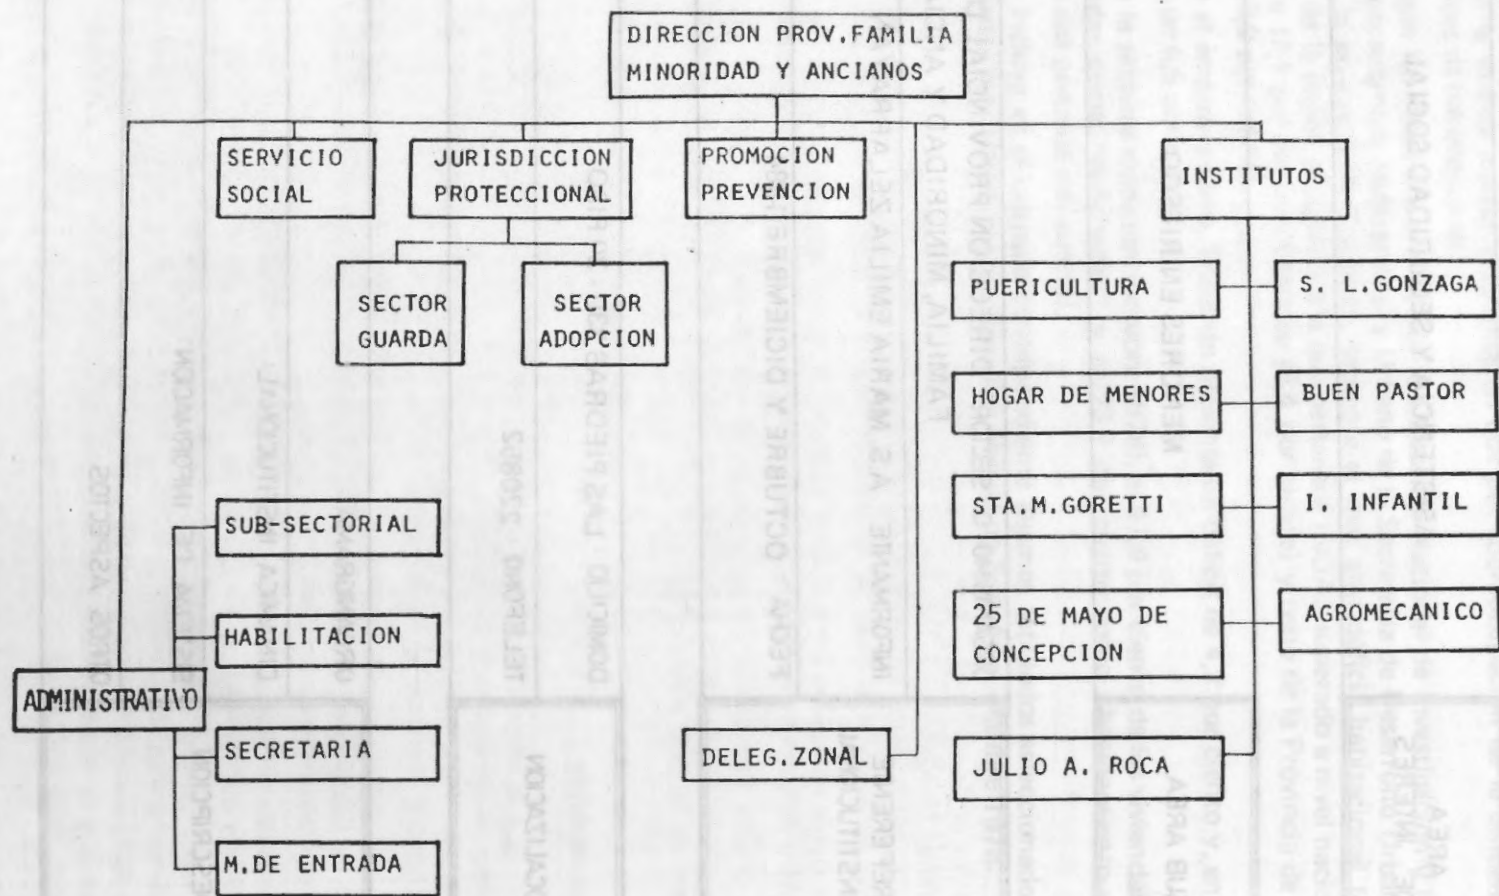 DIRECCION PROV.FAMILIA
MINORIDAD Y ANCIANOS
SERVICIO
SOCIAL
JURISDICCION
PROTECCIONAL
PROMOCION
PREVENCION
INSTITUTOS
SECTOR
GUARDA
SECTOR
ADOPCION
PUERICULTURA
S. L.GONZAGA
HOGAR DE MENORES
BUEN PASTOR
STA.M.GORETTI
I. INFANTIL
25 DE MAYO DE
CONCEPCION
AGROMECANICO
JULIO A. ROCA
DELEG.ZONAL
ADMINISTRATIVO
SUB-SECTORIAL
HABILITACION
SECRETARIA
M.DE ENTRADA